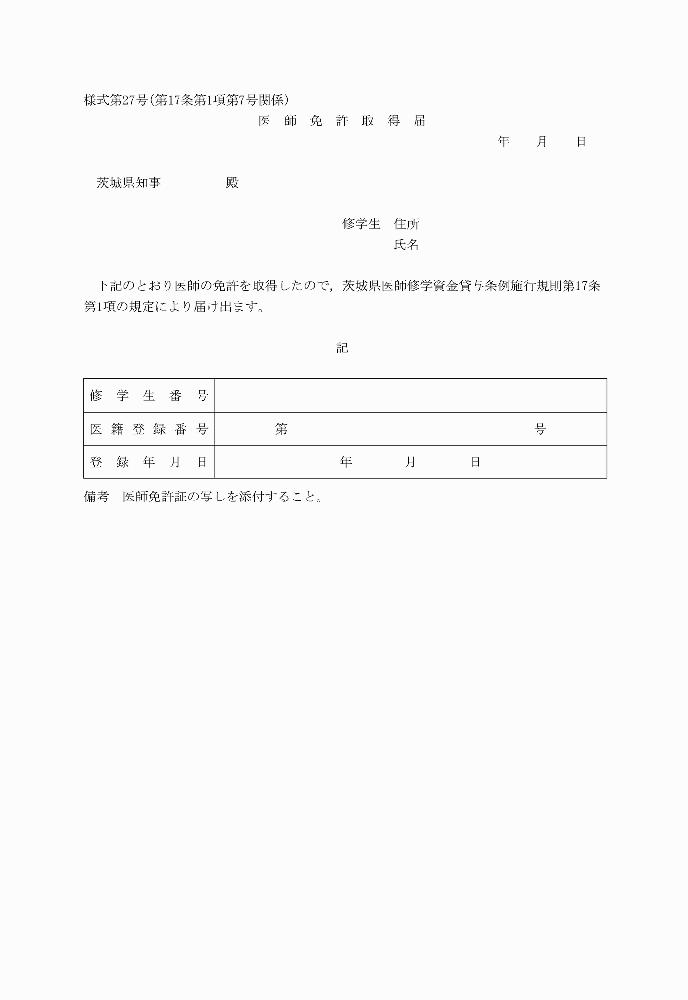 様式第27号(第17条第1項第7号関係)
医　師　免　許　取　得　届
年　　月　　日
茨城県知事　　　　　殿
修学生　住所
氏名
下記のとおり医師の免許を取得したので，茨城県医師修学資金貸与条例施行規則第17条
第1項の規定により届け出ます。
記
修学生番号
医籍登録番号　第　　　　　　　　　　号
登録年月日　年　　　月　　　日
備考　医師免許証の写しを添付すること。